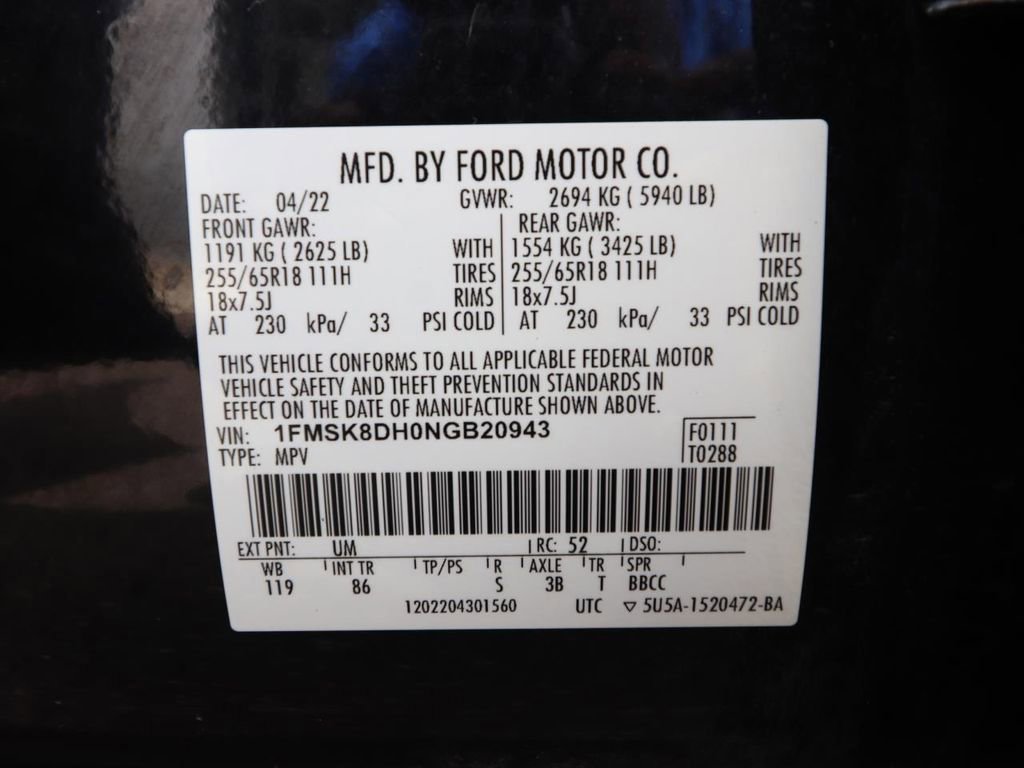 MFD. BY FORD MOTOR CO.
DATE: 04/22 GVWR: 2694 KG ( 5940 LB)
FRONT GAWR: REAR GAWR:
1191 KG ( 2625 LB) WITH 1554 KG ( 3425 LB) WITH
255/65R18 111H TIRES 255/65R18 111H TIRES
18x7.5J RIMS 18x7.5J RIMS
AT 230 kPa/ 33 PSI COLD AT 230 kPa/ 33 PSI COLD
THIS VEHICLE CONFORMS TO ALL APPLICABLE FEDERAL MOTOR
VEHICLE SAFETY AND THEFT PREVENTION STANDARDS IN
EFFECT ON THE DATE OF MANUFACTURE SHOWN ABOVE.
VIN: 1FMSK8DH0NGB20943 F0111
TYPE: MPV T0288
EXT PNT: UM RC: 52 DSO:
WB INT TR TP/PS R AXLE TR SPR
119 86 S 3B T BBCC
1202204301560 UTC ▽ 5U5A-1520472-BA